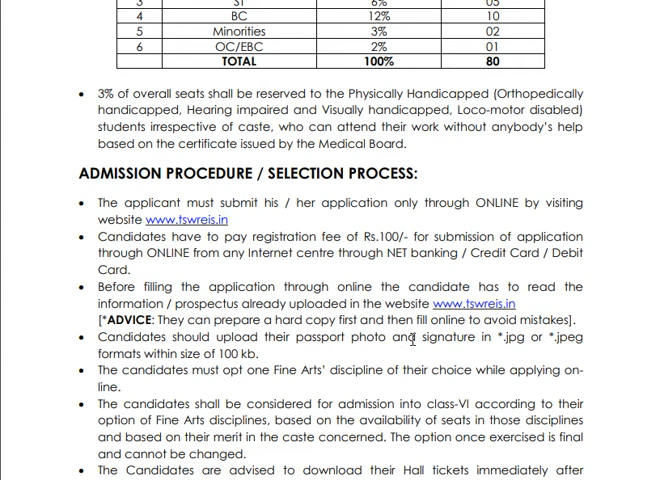 3 ST 6% 05
4 BC 12% 10
5 Minorities 3% 02
6 OC/EBC 2% 01
TOTAL 100% 80
• 3% of overall seats shall be reserved to the Physically Handicapped (Orthopedically
handicapped, Hearing impaired and Visually handicapped, Loco-motor disabled)
students irrespective of caste, who can attend their work without anybody's help
based on the certificate issued by the Medical Board.
ADMISSION PROCEDURE / SELECTION PROCESS:
• The applicant must submit his / her application only through ONLINE by visiting
website www.tswreis.in
• Candidates have to pay registration fee of Rs.100/- for submission of application
through ONLINE from any Internet centre through NET banking / Credit Card / Debit
Card.
• Before filling the application through online the candidate has to read the
information / prospectus already uploaded in the website www.tswreis.in
[*ADVICE: They can prepare a hard copy first and then fill online to avoid mistakes].
• Candidates should upload their passport photo and signature in *.jpg or *.jpeg
formats within size of 100 kb.
• The candidates must opt one Fine Arts' discipline of their choice while applying on-
line.
• The candidates shall be considered for admission into class-VI according to their
option of Fine Arts disciplines, based on the availability of seats in those disciplines
and based on their merit in the caste concerned. The option once exercised is final
and cannot be changed.
• The Candidates are advised to download their Hall tickets immediately after